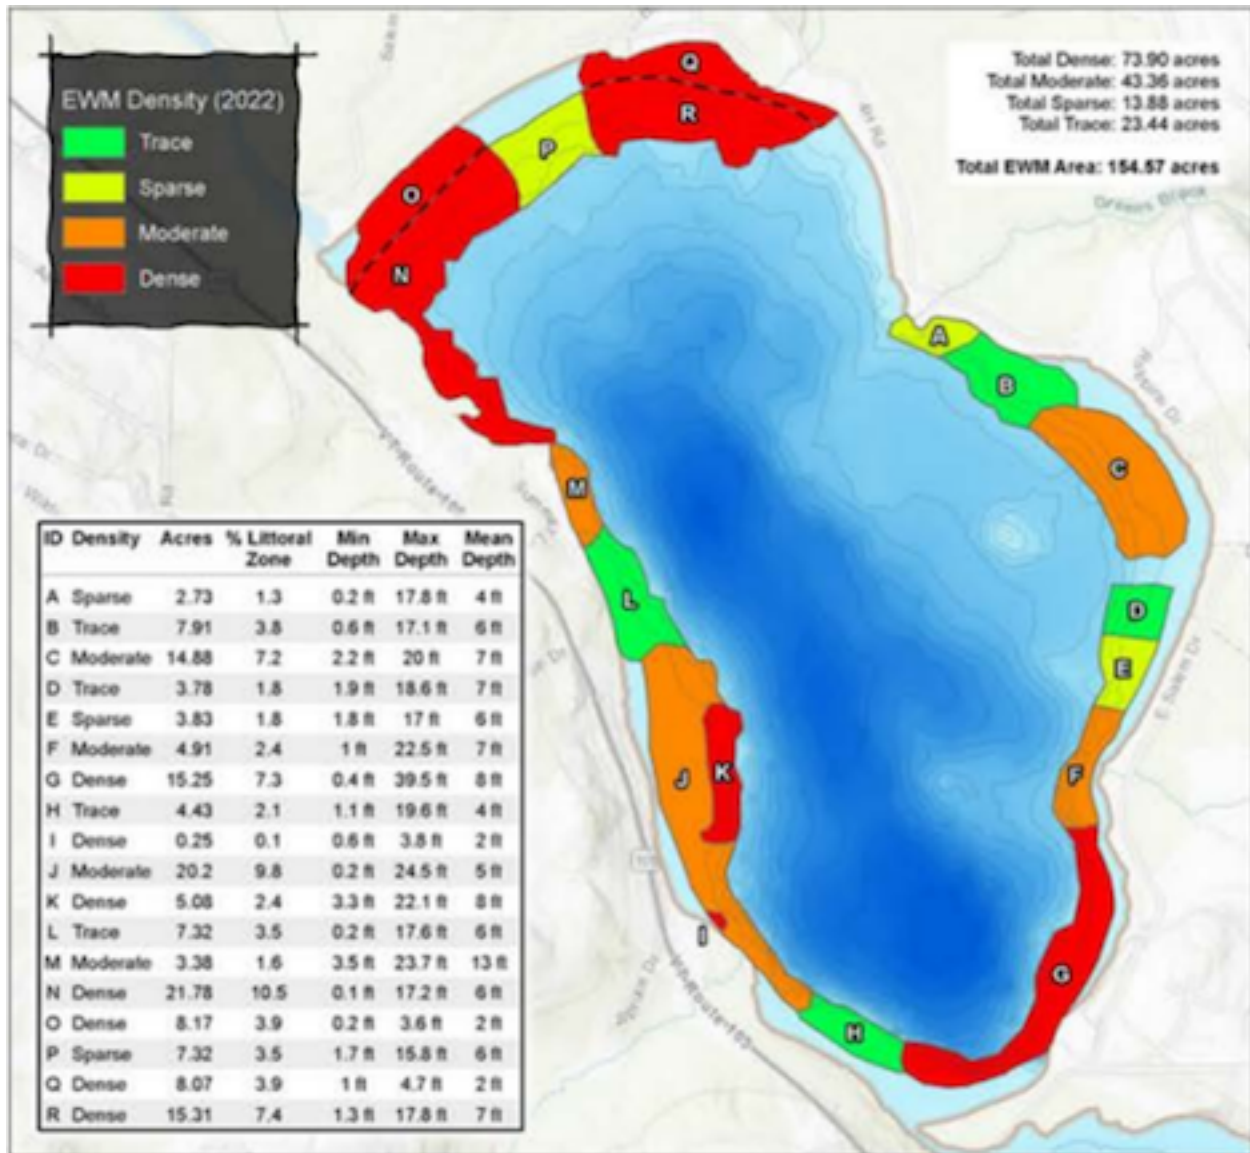 EWM Density (2022)
Trace
Sparse
Moderate
Dense
Total Dense: 73.90 acres
Total Moderate: 43.36 acres
Total Sparse: 13.88 acres
Total Trace: 23.44 acres
Total EWM Area: 154.57 acres
Q
R
P
O
N
A
B
C
M
L
D
E
F
J
K
I
G
H
E Salem Dr
ID Density Acres % Littoral Zone Min Depth Max Depth Mean Depth
A Sparse 2.73 1.3 0.2 ft 17.8 ft 4 ft
B Trace 7.91 3.8 0.6 ft 17.1 ft 6 ft
C Moderate 14.88 7.2 2.2 ft 20 ft 7 ft
D Trace 3.78 1.8 1.9 ft 18.6 ft 7 ft
E Sparse 3.83 1.8 1.8 ft 17 ft 6 ft
F Moderate 4.91 2.4 1 ft 22.5 ft 7 ft
G Dense 15.25 7.3 0.4 ft 39.5 ft 8 ft
H Trace 4.43 2.1 1.1 ft 19.6 ft 4 ft
I Dense 0.25 0.1 0.6 ft 3.8 ft 2 ft
J Moderate 20.2 9.8 0.2 ft 24.5 ft 5 ft
K Dense 5.08 2.4 3.3 ft 22.1 ft 8 ft
L Trace 7.32 3.5 0.2 ft 17.6 ft 6 ft
M Moderate 3.38 1.6 3.5 ft 23.7 ft 13 ft
N Dense 21.78 10.5 0.1 ft 17.2 ft 6 ft
O Dense 8.17 3.9 0.2 ft 3.6 ft 2 ft
P Sparse 7.32 3.5 1.7 ft 15.8 ft 6 ft
Q Dense 8.07 3.9 1 ft 4.7 ft 2 ft
R Dense 15.31 7.4 1.3 ft 17.8 ft 7 ft